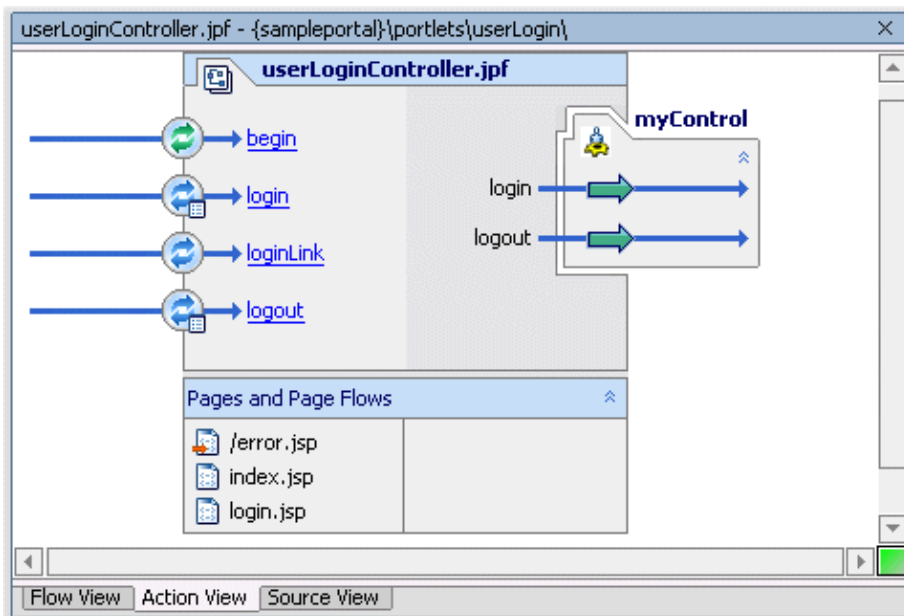 userLoginController.jpf - {sampleportal}\portlets\userLogin\
userLoginController.jpf
myControl
begin
login
login
loginLink
logout
logout
Pages and Page Flows
/error.jsp
index.jsp
login.jsp
Flow View Action View Source View